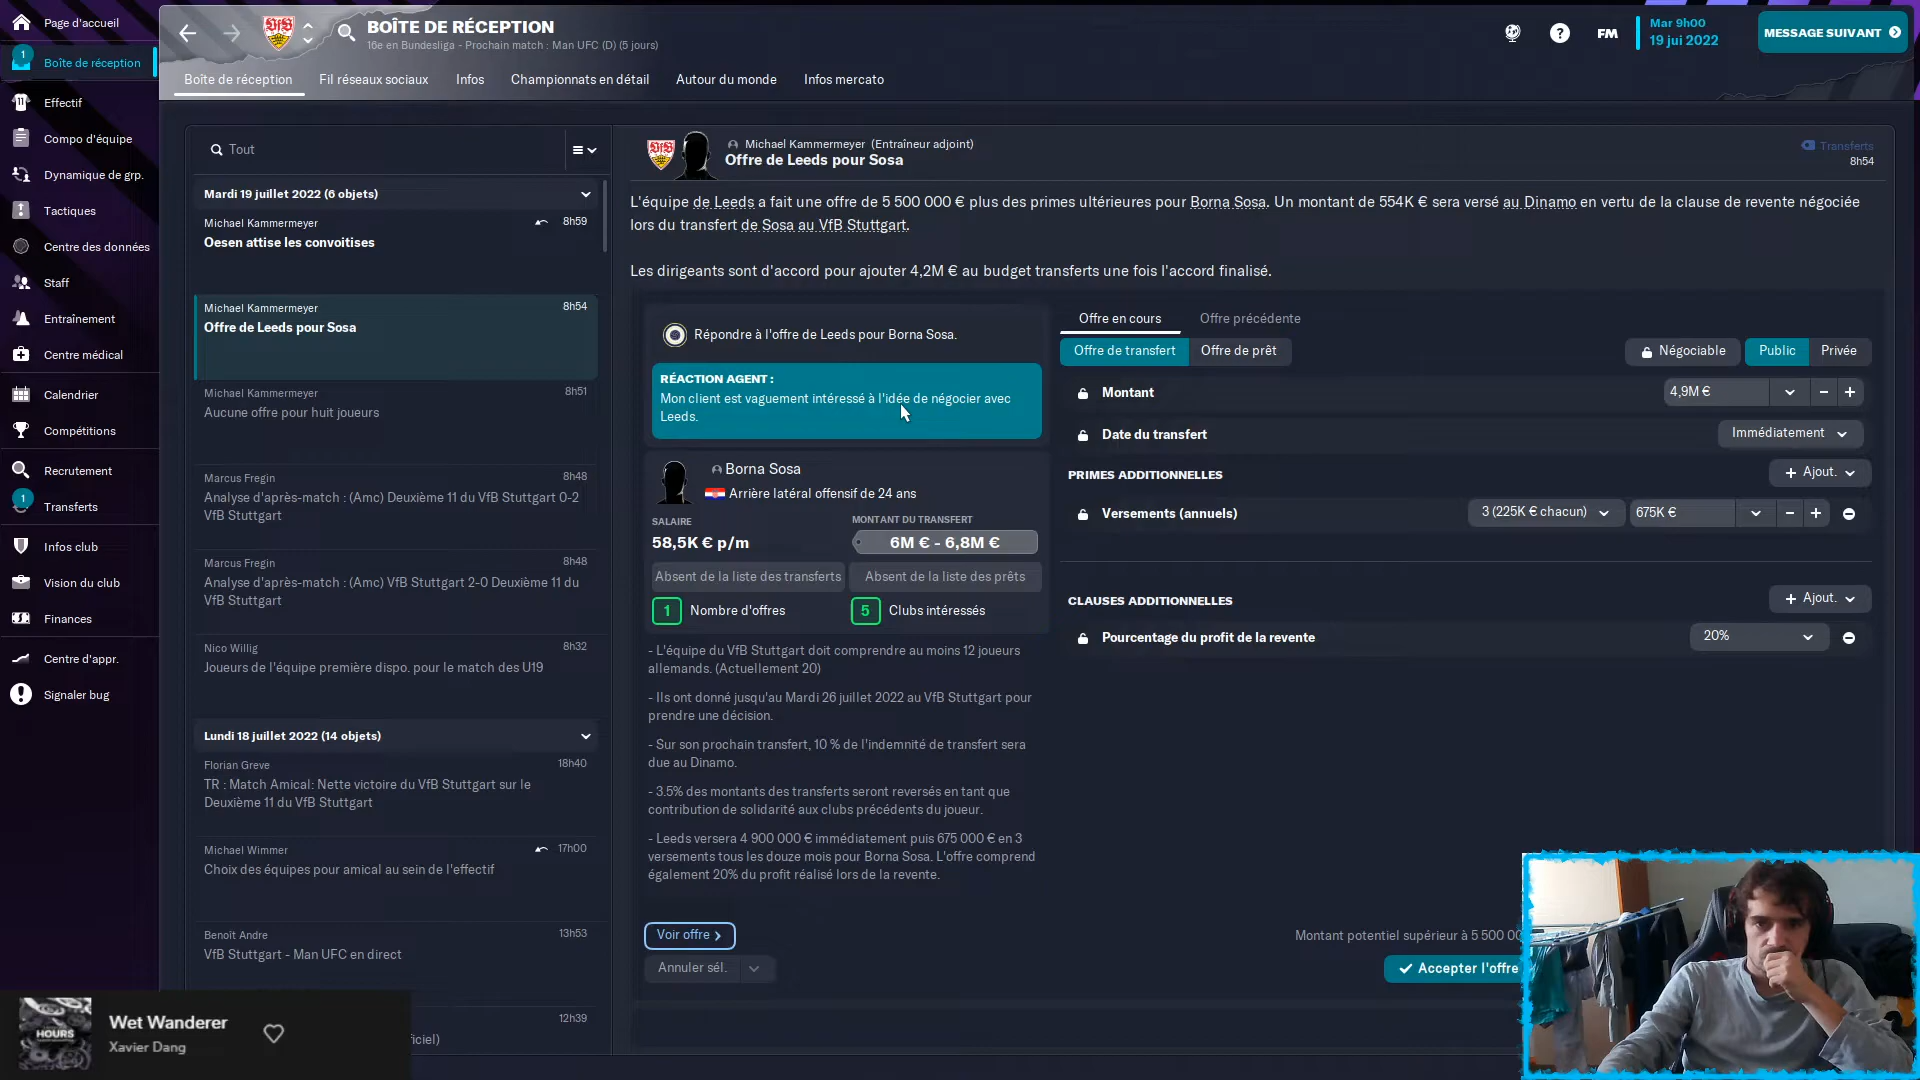 Page d'accueil
1
Boîte de réception
Effectif
Compo d'équipe
Dynamique de grp.
Tactiques
Centre des données
Staff
Entraînement
Centre médical
Calendrier
Compétitions
Recrutement
1
Transferts
Infos club
Vision du club
Finances
Centre d'appr.
Signaler bug
BOÎTE DE RÉCEPTION
16e en Bundesliga - Prochain match : Man UFC (D) (5 jours)
FM
Mar 9h00
19 jui 2022
MESSAGE SUIVANT
Boîte de réception
Fil réseaux sociaux
Infos
Championnats en détail
Autour du monde
Infos mercato
Tout
Mardi 19 juillet 2022 (6 objets)
Michael Kammermeyer 8h59
Oesen attise les convoitises
Michael Kammermeyer 8h54
Offre de Leeds pour Sosa
Michael Kammermeyer 8h51
Aucune offre pour huit joueurs
Marcus Fregin 8h48
Analyse d'après-match : (Amc) Deuxième 11 du VfB Stuttgart 0-2
VfB Stuttgart
Marcus Fregin 8h48
Analyse d'après-match : (Amc) VfB Stuttgart 2-0 Deuxième 11 du
VfB Stuttgart
Nico Willig 8h32
Joueurs de l'équipe première dispo. pour le match des U19
Lundi 18 juillet 2022 (14 objets)
Florian Greve 18h40
TR : Match Amical: Nette victoire du VfB Stuttgart sur le
Deuxième 11 du VfB Stuttgart
Michael Wimmer 17h00
Choix des équipes pour amical au sein de l'effectif
Benoît Andre 13h53
VfB Stuttgart - Man UFC en direct
12h39
iciel)
Michael Kammermeyer (Entraîneur adjoint)
Offre de Leeds pour Sosa
Transferts
8h54
L'équipe de Leeds a fait une offre de 5 500 000 € plus des primes ultérieures pour Borna Sosa. Un montant de 554K € sera versé au Dinamo en vertu de la clause de revente négociée
lors du transfert de Sosa au VfB Stuttgart.
Les dirigeants sont d'accord pour ajouter 4,2M € au budget transferts une fois l'accord finalisé.
Répondre à l'offre de Leeds pour Borna Sosa.
RÉACTION AGENT :
Mon client est vaguement intéressé à l'idée de négocier avec
Leeds.
Borna Sosa
Arrière latéral offensif de 24 ans
SALAIRE
58,5K € p/m
MONTANT DU TRANSFERT
6M € - 6,8M €
Absent de la liste des transferts
Absent de la liste des prêts
1 Nombre d'offres
5 Clubs intéressés
- L'équipe du VfB Stuttgart doit comprendre au moins 12 joueurs
allemands. (Actuellement 20)
- Ils ont donné jusqu'au Mardi 26 juillet 2022 au VfB Stuttgart pour
prendre une décision.
- Sur son prochain transfert, 10 % de l'indemnité de transfert sera
due au Dinamo.
- 3.5% des montants des transferts seront reversés en tant que
contribution de solidarité aux clubs précédents du joueur.
- Leeds versera 4 900 000 € immédiatement puis 675 000 € en 3
versements tous les douze mois pour Borna Sosa. L'offre comprend
également 20% du profit réalisé lors de la revente.
Voir offre
Annuler sél.
Offre en cours
Offre précédente
Offre de transfert
Offre de prêt
Négociable
Public
Privée
Montant 4,9M €
Date du transfert Immédiatement
PRIMES ADDITIONNELLES
Ajout.
Versements (annuels) 3 (225K € chacun) 675K €
CLAUSES ADDITIONNELLES
Ajout.
Pourcentage du profit de la revente 20%
Montant potentiel supérieur à 5 500 00
Accepter l'offre
HOURS
Wet Wanderer
Xavier Dang